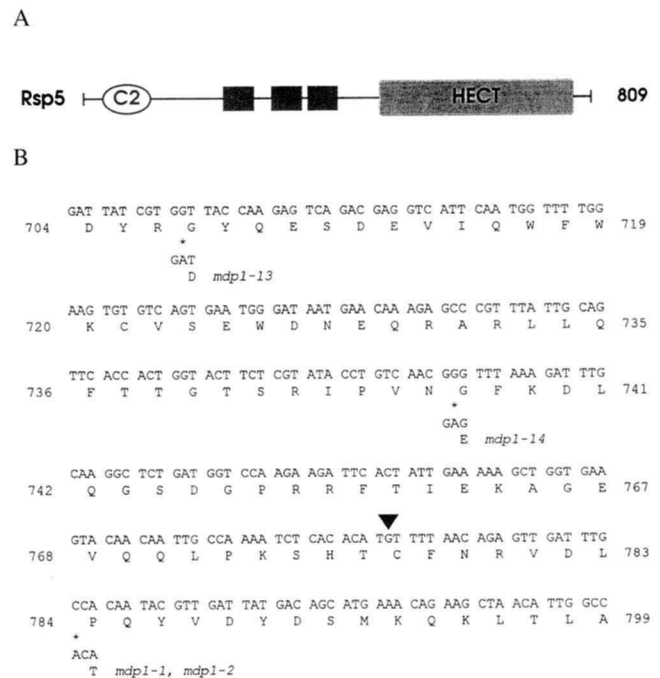 A
Rsp5 C2 HECT 809
B
GAT TAT CGT GGT TAC CAA GAG TCA GAC GAG GTC ATT CAA TGG TTT TGG
704 D Y R G Y Q E S D E V I Q W F W 719
*
GAT
D mdp1-13
AAG TGT GTC AGT GAA TGG GAT AAT GAA CAA AGA GCC CGT TTA TTG CAG
720 K C V S E W D N E Q R A R L L Q 735
TTC ACC ACT GGT ACT TCT CGT ATA CCT GTC AAC GGG TTT AAA GAT TTG
736 F T T G T S R I P V N G F K D L 741
*
GAG
E mdp1-14
CAA GGC TCT GAT GGT CCA AGA AGA TTC ACT ATT GAA AAA GCT GGT GAA
742 Q G S D G P R R F T I E K A G E 767
GTA CAA CAA TTG CCA AAA TCT CAC ACA TGT TTT AAC AGA GTT GAT TTG
768 V Q Q L P K S H T C F N R V D L 783
CCA CAA TAC GTT GAT TAT GAC AGC ATG AAA CAG AAG CTA ACA TTG GCC
784 P Q Y V D Y D S M K Q K L T L A 799
*
ACA
T mdp1-1, mdp1-2